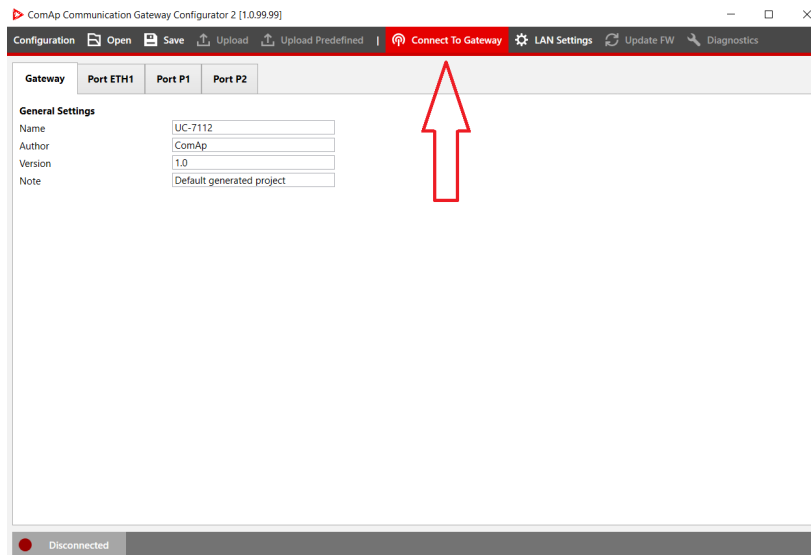 ComAp Communication Gateway Configurator 2 [1.0.99.99]
Configuration Open Save Upload Upload Predefined | Connect To Gateway LAN Settings Update FW Diagnostics
Gateway Port ETH1 Port P1 Port P2
General Settings
Name UC-7112
Author ComAp
Version 1.0
Note Default generated project
Disconnected